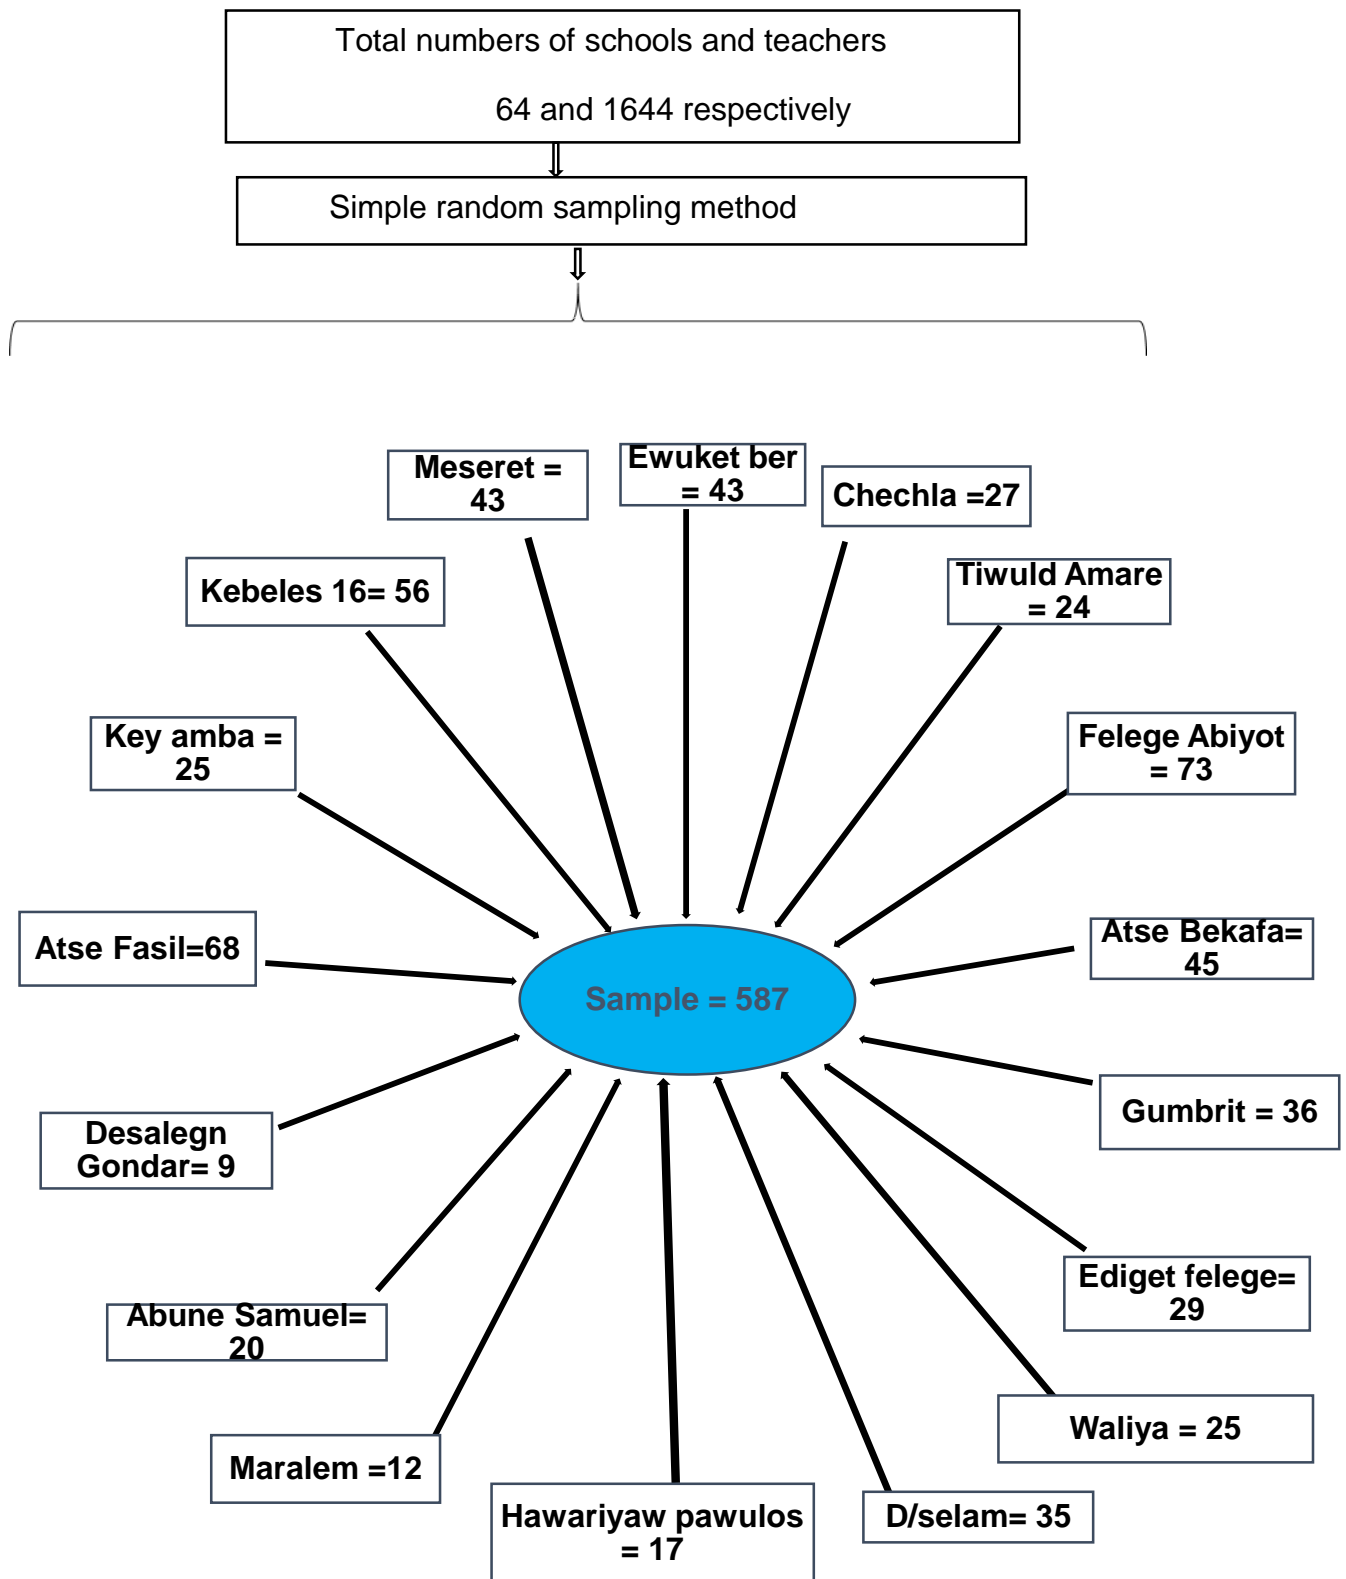 Total numbers of schools and teachers
64 and 1644 respectively
Simple random sampling method
Meseret =
43
Ewuket ber
= 43
Chechla =27
Kebeles 16= 56
Tiwuld Amare
= 24
Key amba =
25
Felege Abiyot
= 73
Atse Fasil=68
Atse Bekafa=
45
Sample = 587
Desalegn
Gondar= 9
Gumbrit = 36
Abune Samuel=
20
Ediget felege=
29
Maralem =12
Waliya = 25
Hawariyaw pawulos
= 17
D/selam= 35